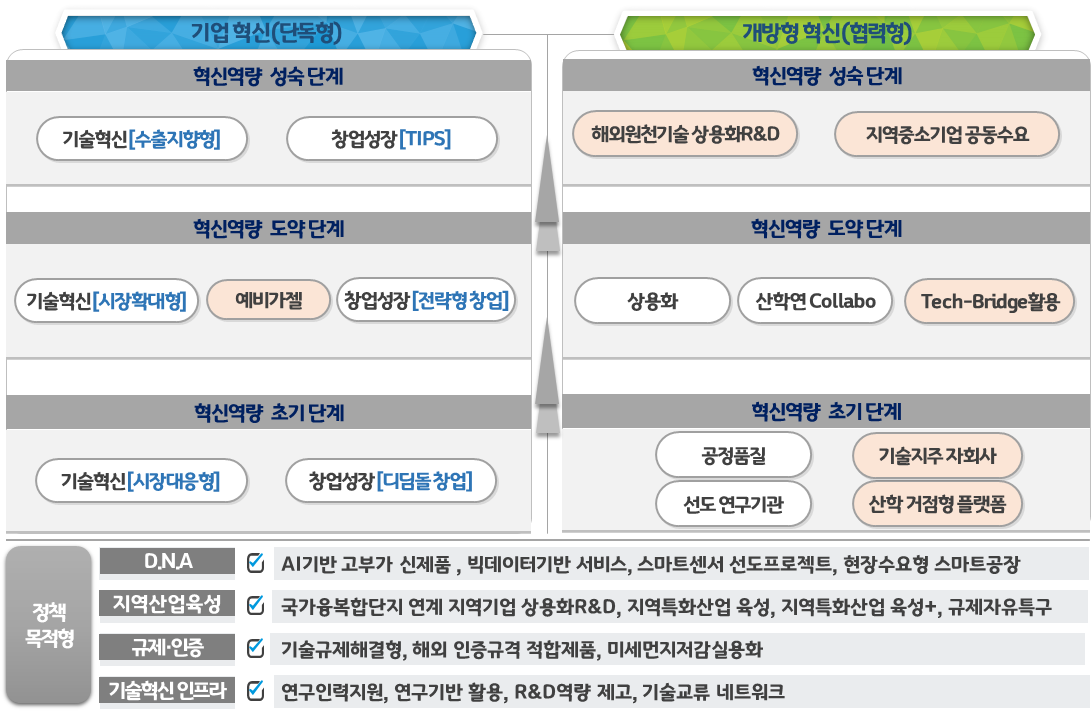 기업 혁신(단독형)
개방형 혁신(협력형)
혁신역량 성숙 단계
기술혁신[수출지향형]
창업성장[TIPS]
혁신역량 도약 단계
기술혁신[시장확대형]
예비가젤
창업성장[전략형 창업]
혁신역량 초기 단계
기술혁신[시장대응형]
창업성장[디딤돌 창업]
혁신역량 성숙 단계
해외원천기술 상용화R&D
지역중소기업 공동수요
혁신역량 도약 단계
상용화
산학연 Collabo
Tech-Bridge활용
혁신역량 초기 단계
공정품질
기술지주 자회사
선도 연구기관
산학 거점형 플랫폼
정책
목적형
D.N.A
AI기반 고부가 신제품 , 빅데이터기반 서비스, 스마트센서 선도프로젝트, 현장수요형 스마트공장
지역산업육성
국가융복합단지 연계 지역기업 상용화R&D, 지역특화산업 육성, 지역특화산업 육성+, 규제자유특구
규제·인증
기술규제해결형, 해외 인증규격 적합제품, 미세먼지저감실용화
기술혁신 인프라
연구인력지원, 연구기반 활용, R&D역량 제고, 기술교류 네트워크